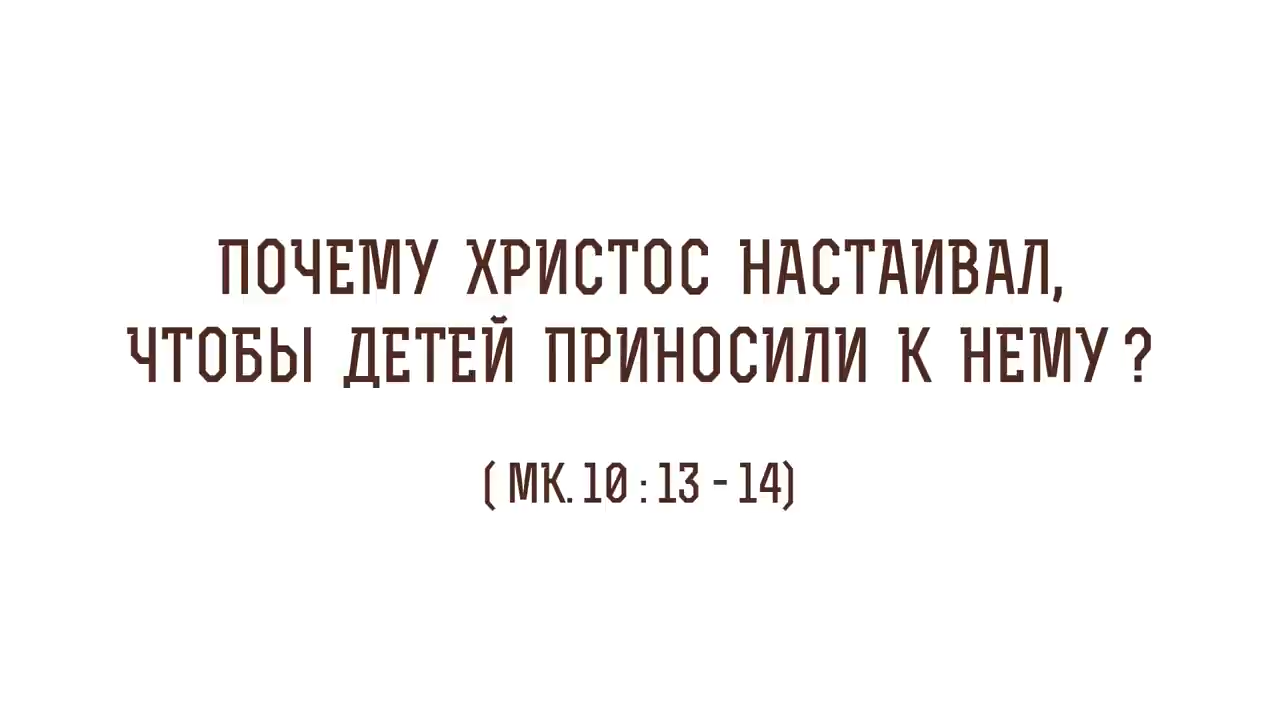 ПОЧЕМУ ХРИСТОС НАСТАИВАЛ,
ЧТОБЫ ДЕТЕЙ ПРИНОСИЛИ К НЕМУ?
(МК. 10:13-14)